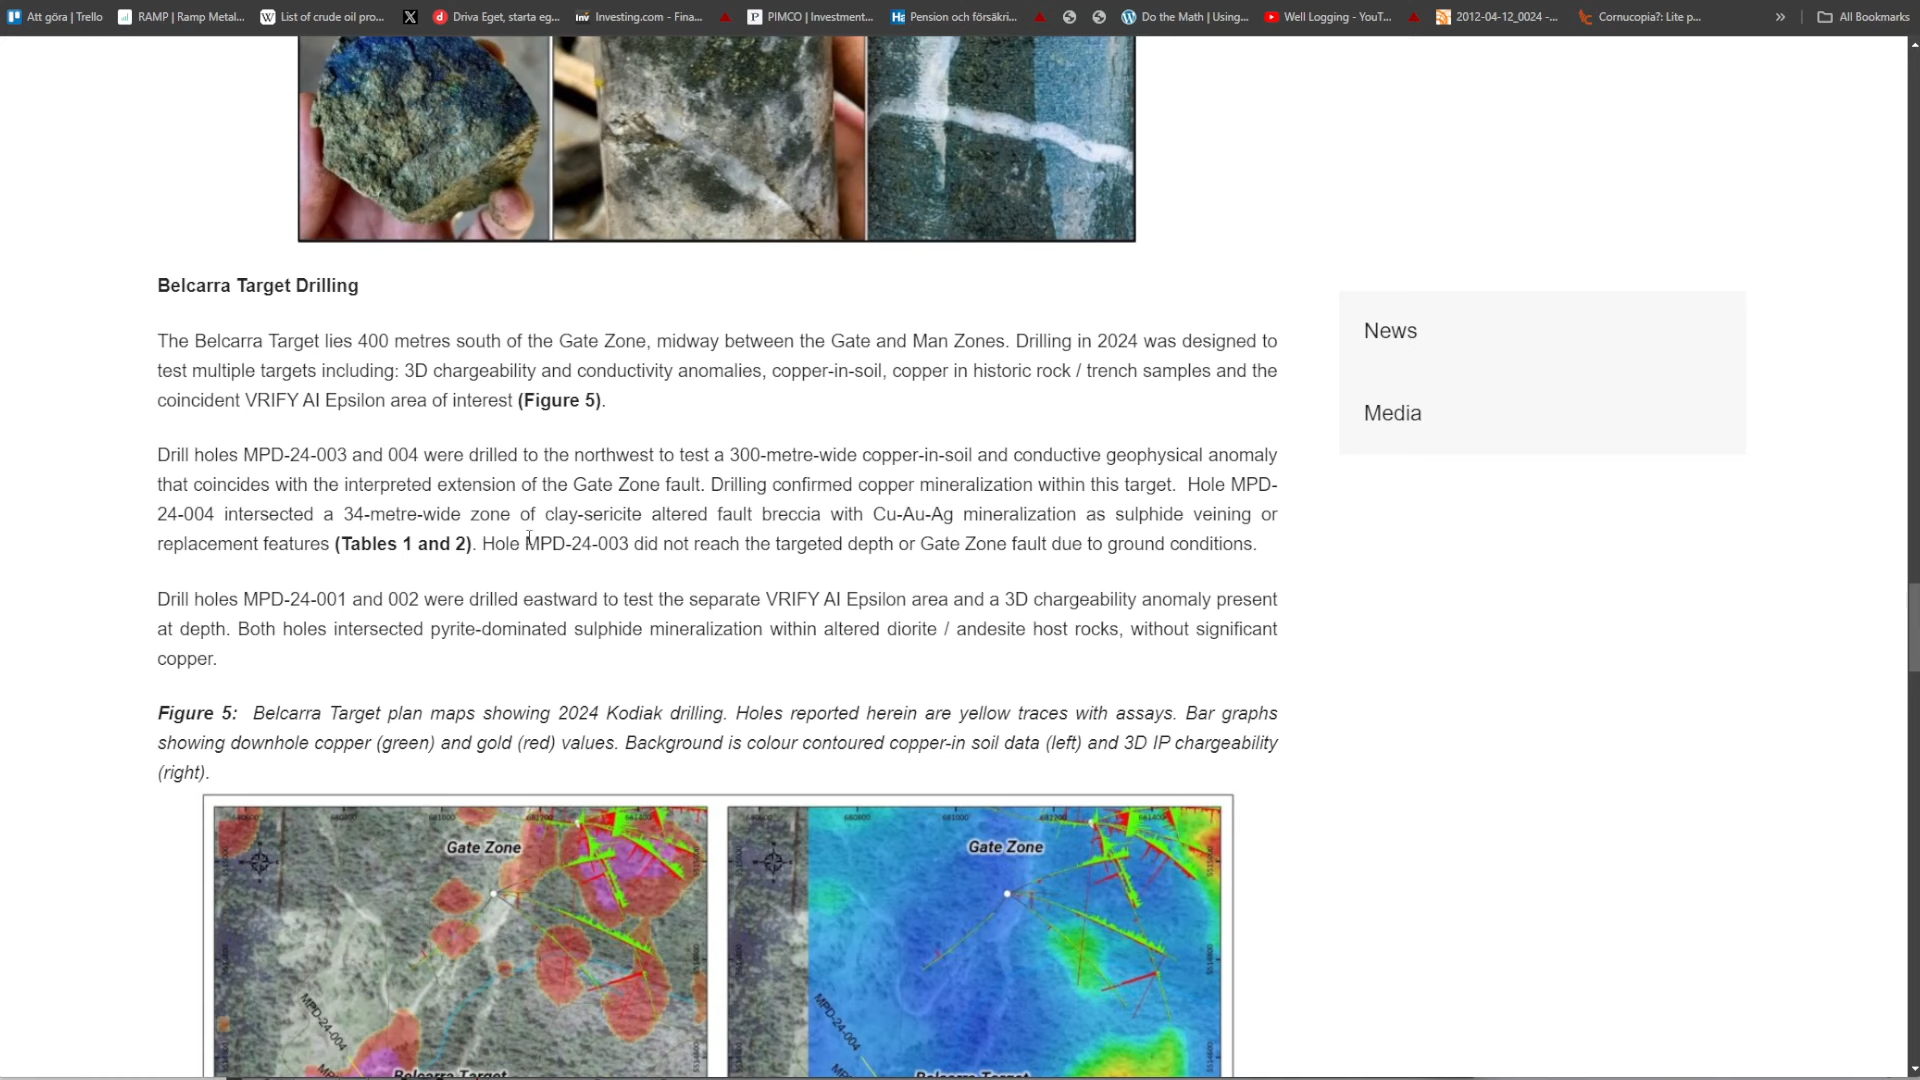 Att göra | Trello RAMP | Ramp Metal... List of crude oil pro... Driva Eget, starta eg... Investing.com - Fina... PIMCO | Investment... Pension och försäkri... Do the Math | Using... Well Logging - YouT... 2012-04-12_0024 -... Cornucopia?: Lite p... » All Bookmarks
Belcarra Target Drilling
The Belcarra Target lies 400 metres south of the Gate Zone, midway between the Gate and Man Zones. Drilling in 2024 was designed to
test multiple targets including: 3D chargeability and conductivity anomalies, copper-in-soil, copper in historic rock / trench samples and the
coincident VRIFY AI Epsilon area of interest (Figure 5).
Drill holes MPD-24-003 and 004 were drilled to the northwest to test a 300-metre-wide copper-in-soil and conductive geophysical anomaly
that coincides with the interpreted extension of the Gate Zone fault. Drilling confirmed copper mineralization within this target. Hole MPD-
24-004 intersected a 34-metre-wide zone of clay-sericite altered fault breccia with Cu-Au-Ag mineralization as sulphide veining or
replacement features (Tables 1 and 2). Hole MPD-24-003 did not reach the targeted depth or Gate Zone fault due to ground conditions.
Drill holes MPD-24-001 and 002 were drilled eastward to test the separate VRIFY AI Epsilon area and a 3D chargeability anomaly present
at depth. Both holes intersected pyrite-dominated sulphide mineralization within altered diorite / andesite host rocks, without significant
copper.
Figure 5: Belcarra Target plan maps showing 2024 Kodiak drilling. Holes reported herein are yellow traces with assays. Bar graphs
showing downhole copper (green) and gold (red) values. Background is colour contoured copper-in soil data (left) and 3D IP chargeability
(right).
News
Media
Gate Zone
MPD-24-004
Belcarra Target
Gate Zone
MPD-24-004
Belcarra Target